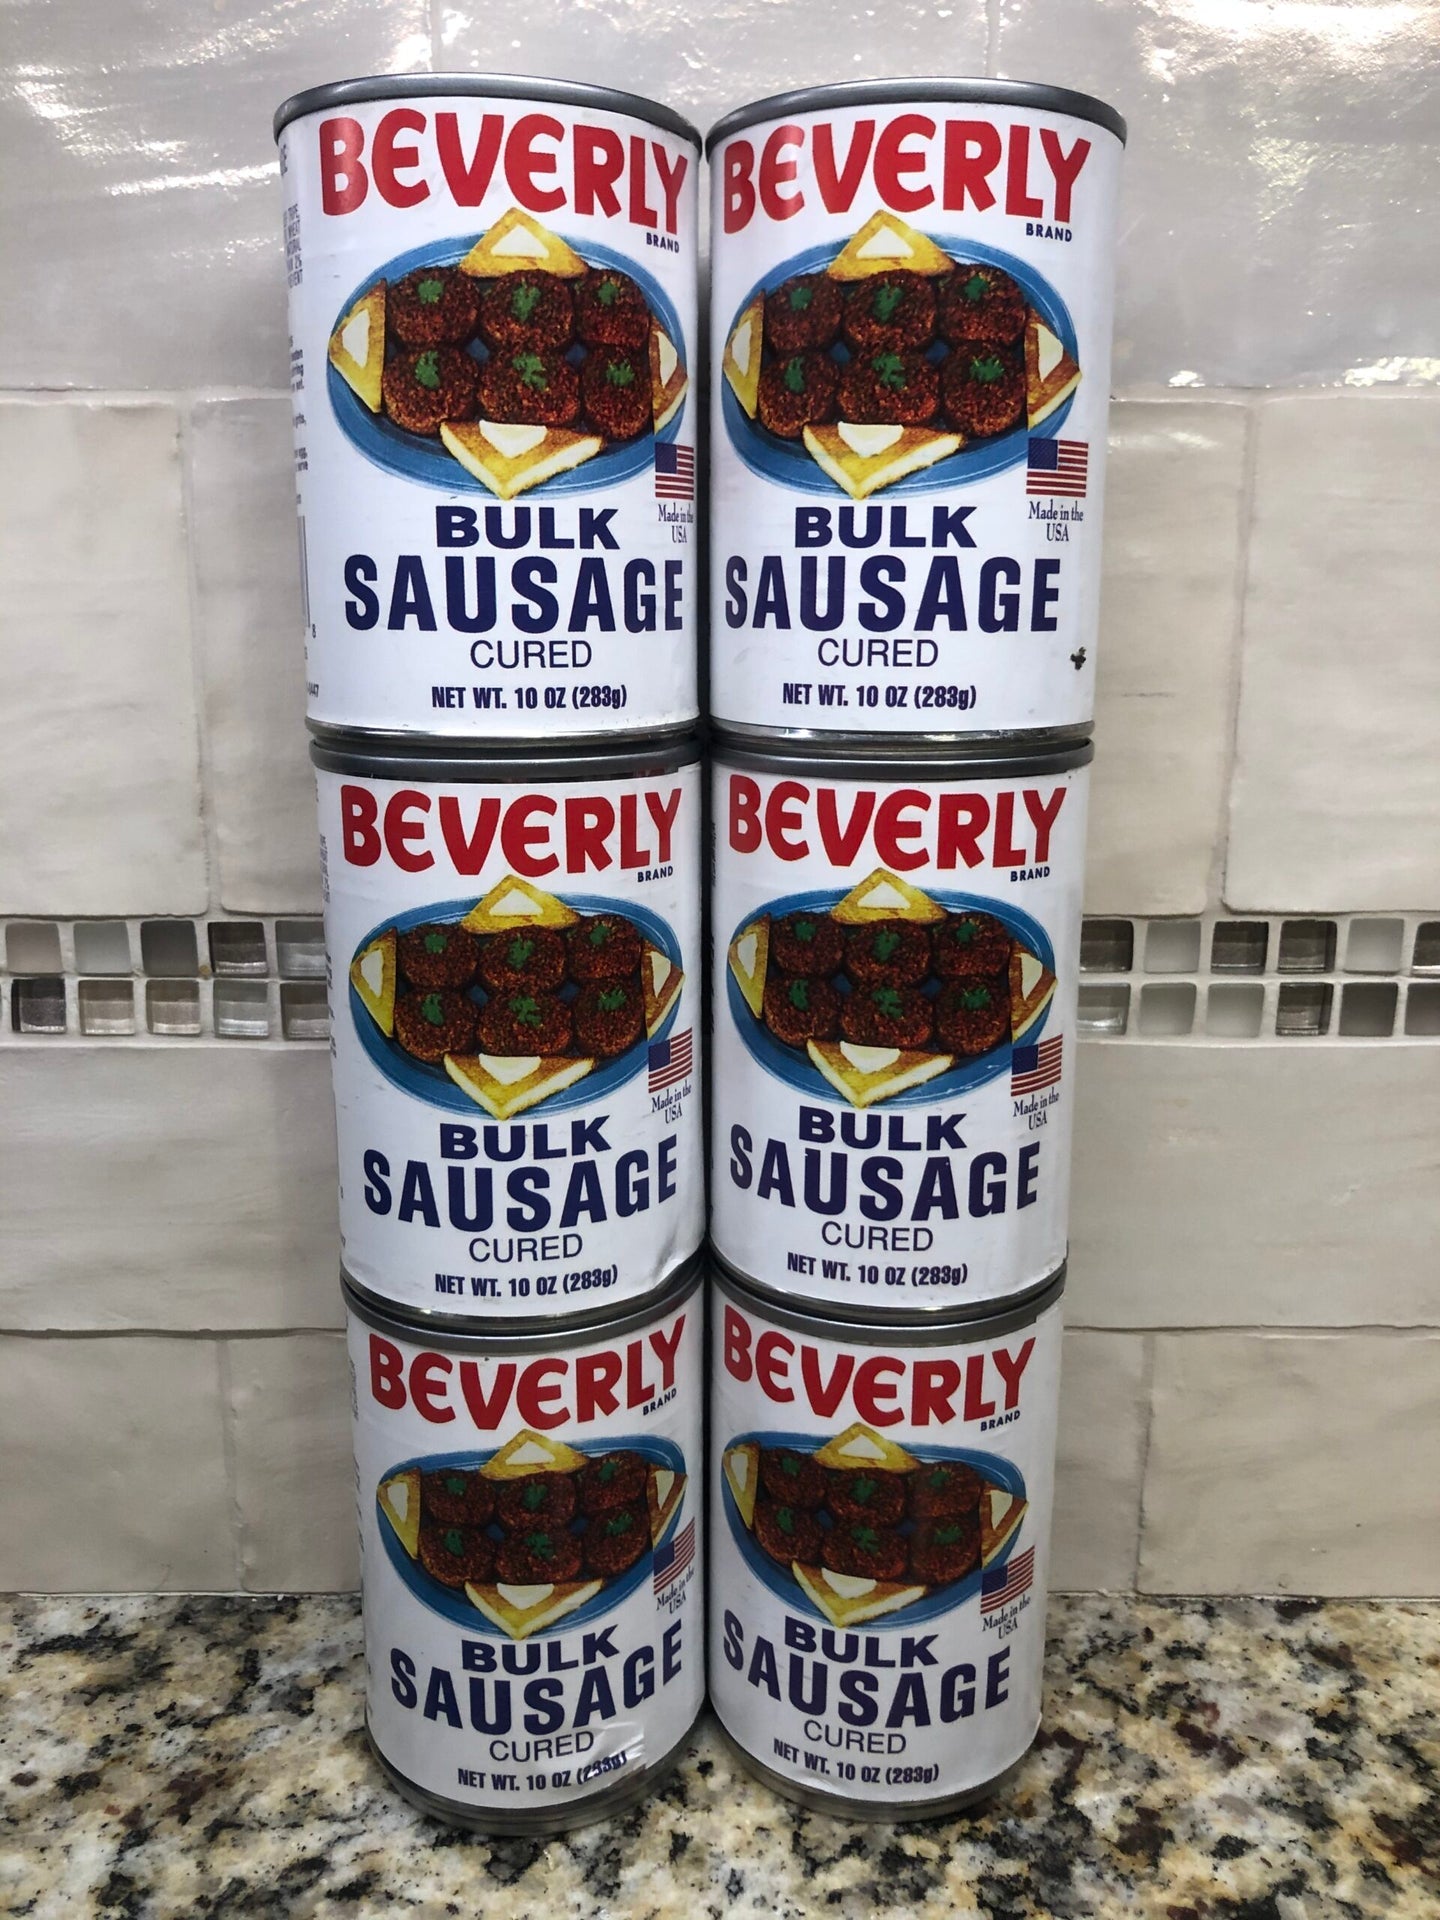 BEVERLY
BRAND
Made in the
USA
BULK
SAUSAGE
CURED
NET WT. 10 OZ (283g)
BEVERLY
BRAND
Made in the
USA
BULK
SAUSAGE
CURED
NET WT. 10 OZ (283g)
BEVERLY
BRAND
Made in the
USA
BULK
SAUSAGE
CURED
NET WT. 10 OZ (283g)
BEVERLY
BRAND
Made in the
USA
BULK
SAUSAGE
CURED
NET WT. 10 OZ (283g)
BEVERLY
BRAND
Made in the
USA
BULK
SAUSAGE
CURED
NET WT. 10 OZ (283g)
BEVERLY
BRAND
Made in the
USA
BULK
SAUSAGE
CURED
NET WT. 10 OZ (283g)